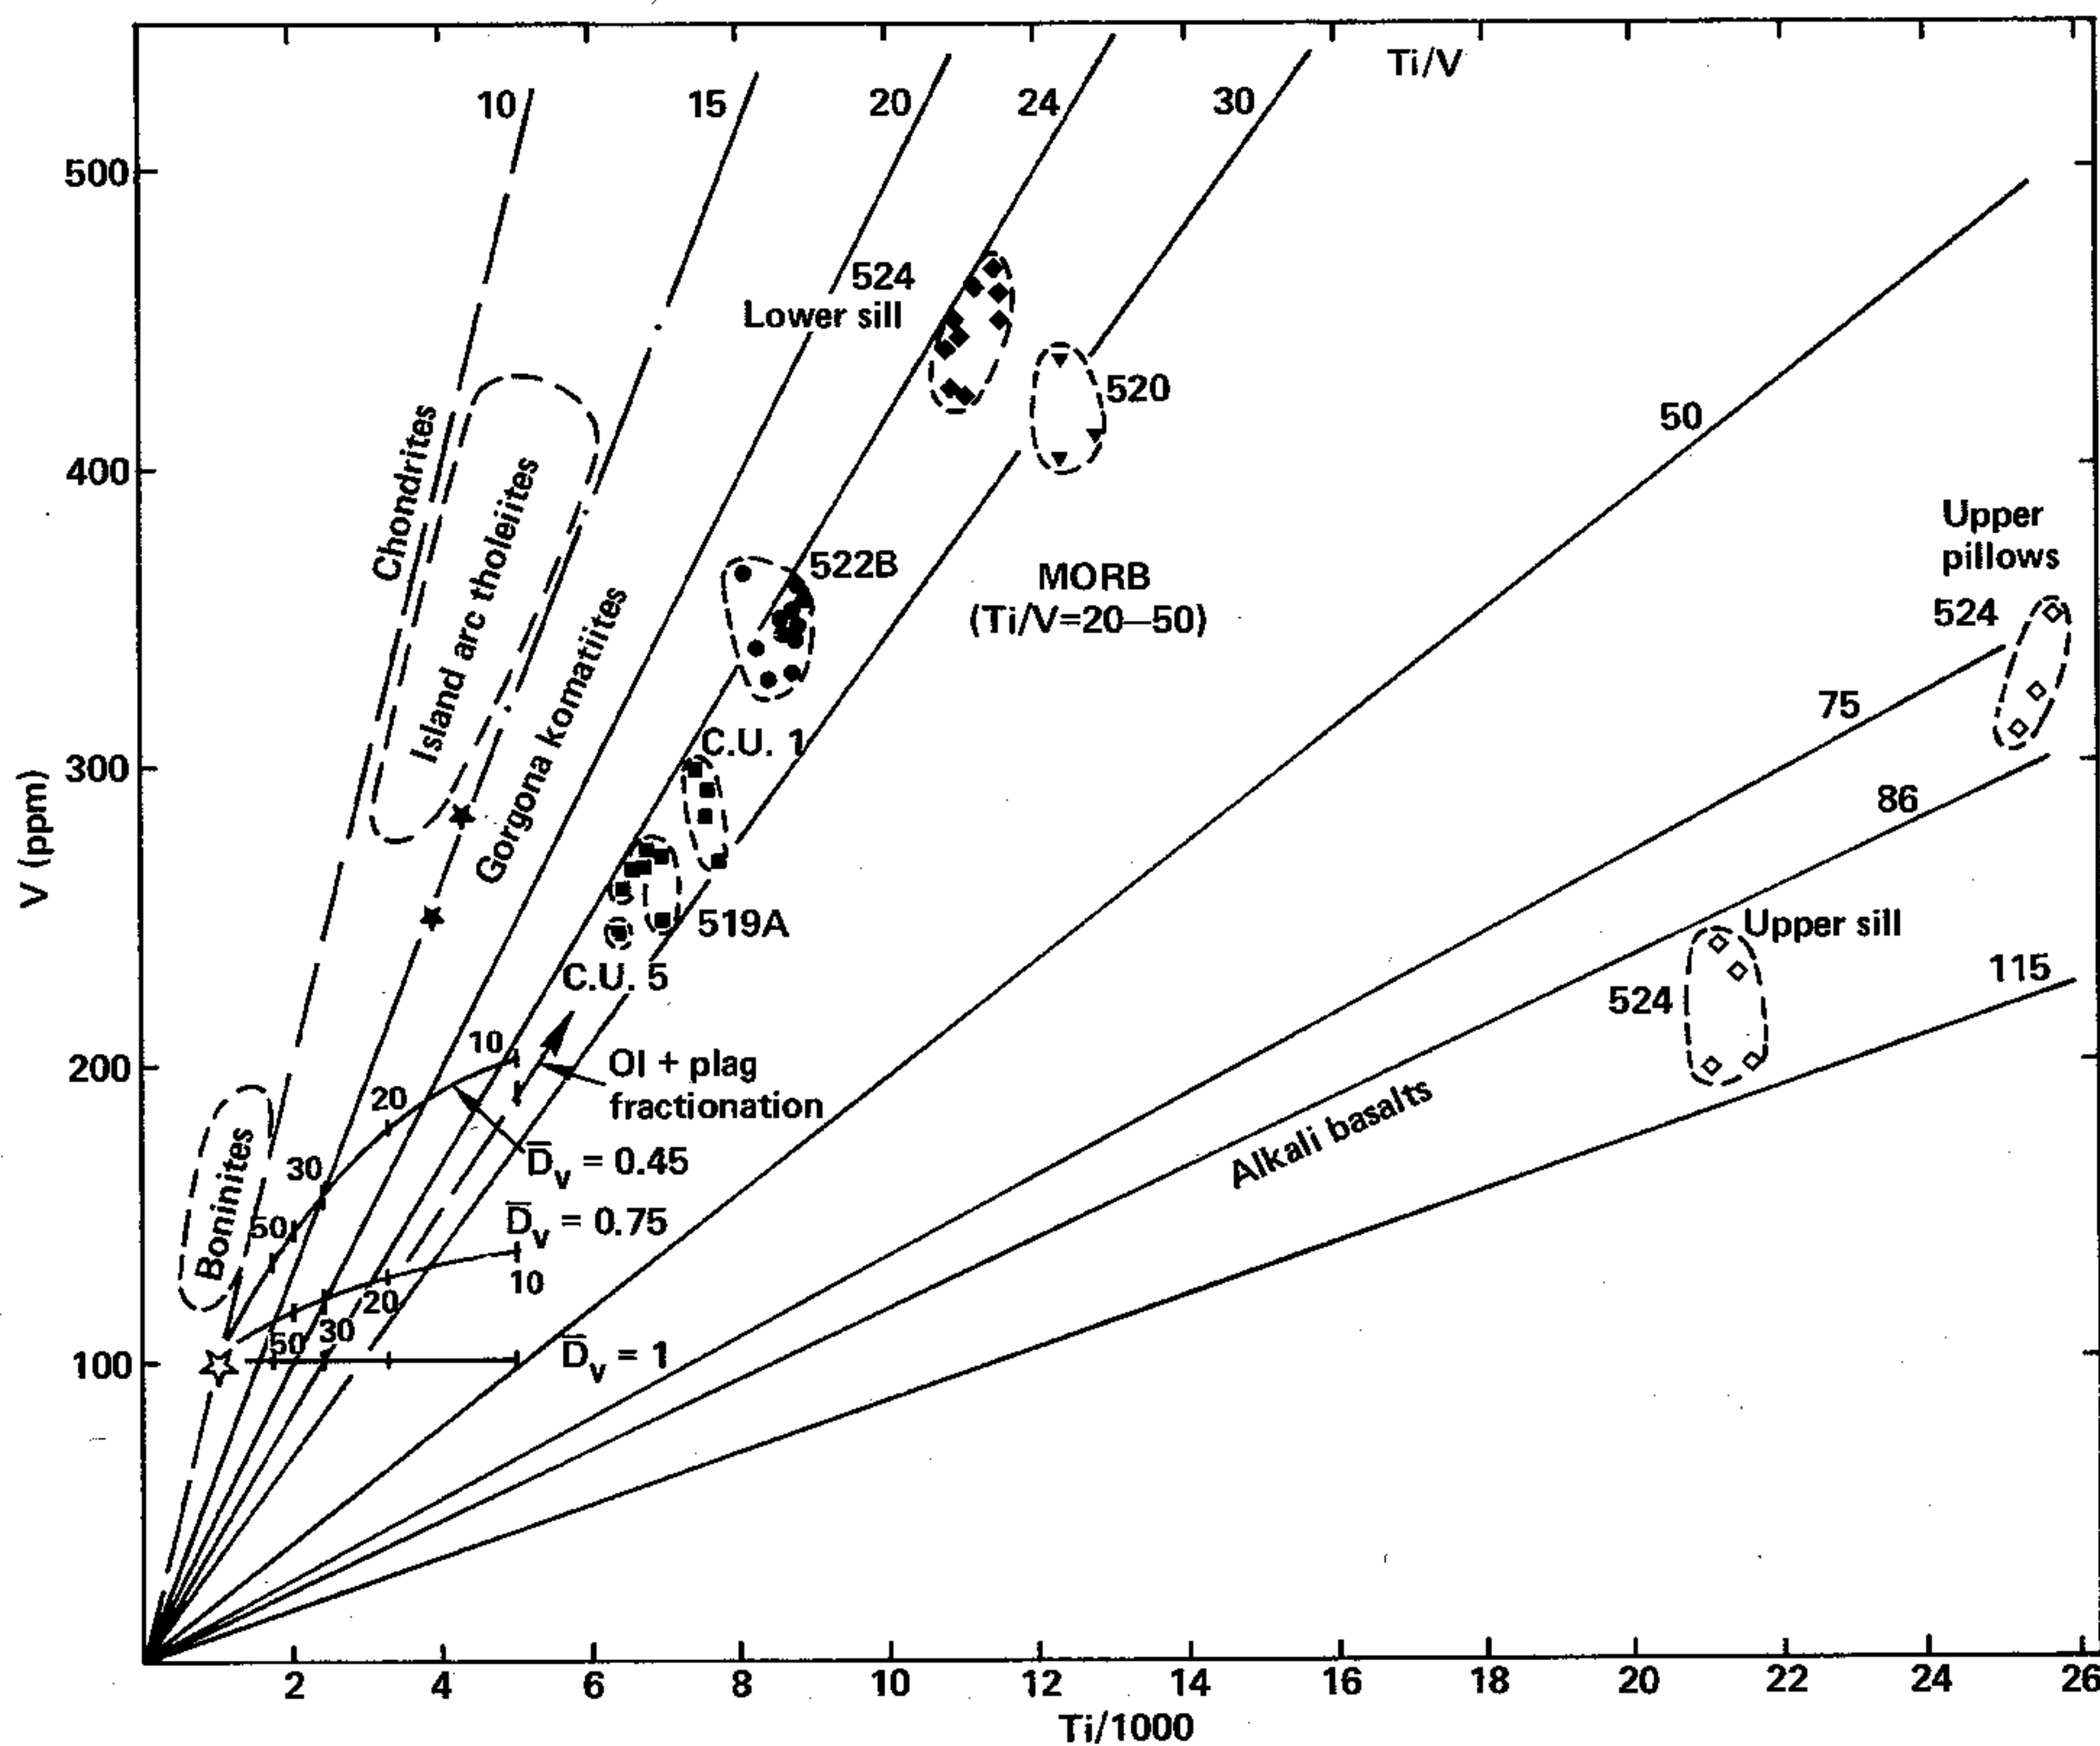 Ti/V
10
15
20
24
30
500
524
Lower sill
520
50
400
Chondrites
Island arc tholeiites
Gorgona komatiites
522B
MORB
(Ti/V=20–50)
Upper
pillows
524
75
C.U. 1
300
86
V (ppm)
519A
Upper sill
C.U. 5
524
115
10
200
Ol + plag
fractionation
20
Alkali basalts
Boninites
30
D̅v = 0.45
50
D̅v = 0.75
10
20
50
30
D̅v = 1
100
2
4
6
8
10
12
14
16
18
20
22
24
26
Ti/1000